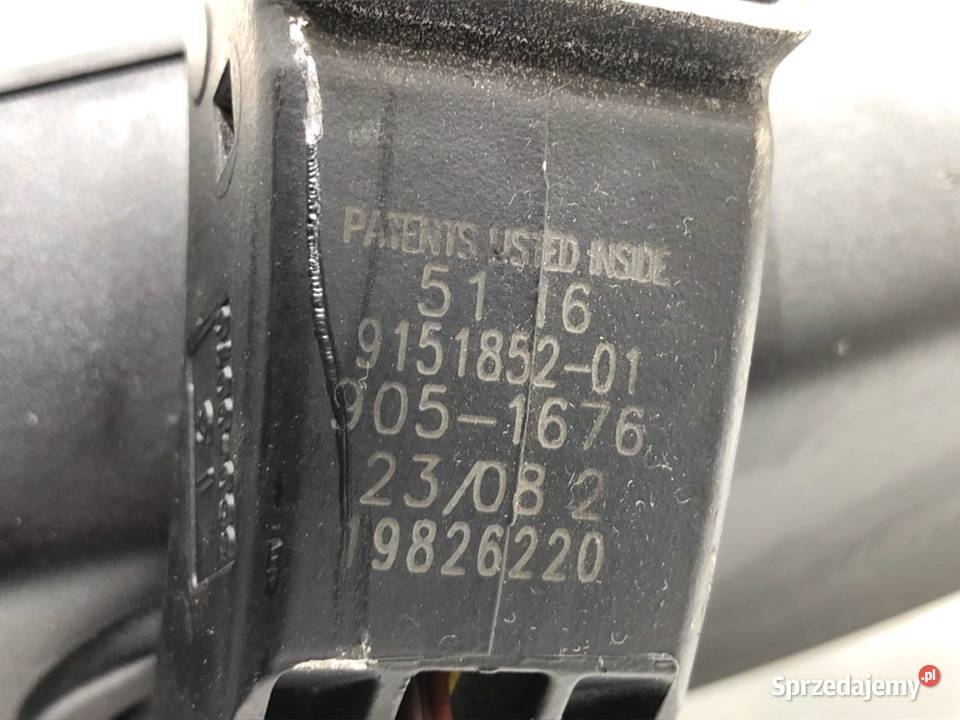 PATENTS LISTED INSIDE
51 16
9151852-01
905-1676
23/08 2
19826220
Sprzedajemy.pl